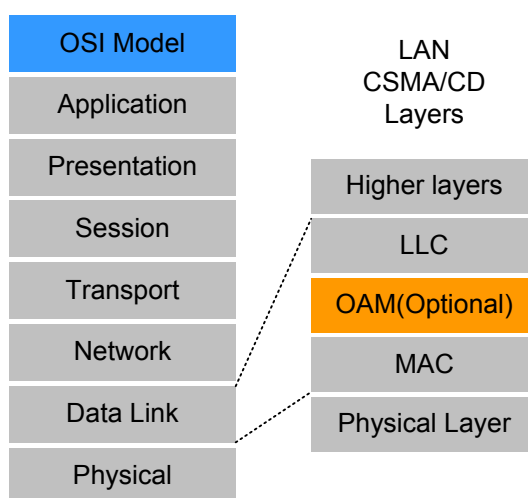 OSI Model
Application
Presentation
Session
Transport
Network
Data Link
Physical
LAN
CSMA/CD
Layers
Higher layers
LLC
OAM(Optional)
MAC
Physical Layer